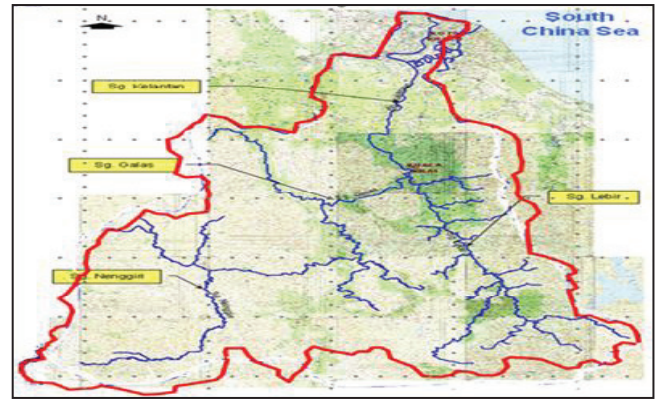 N
South
China Sea
Sg. Kelantan
Sg. Galas
Sg. Lebir
Sg. Nenggiri